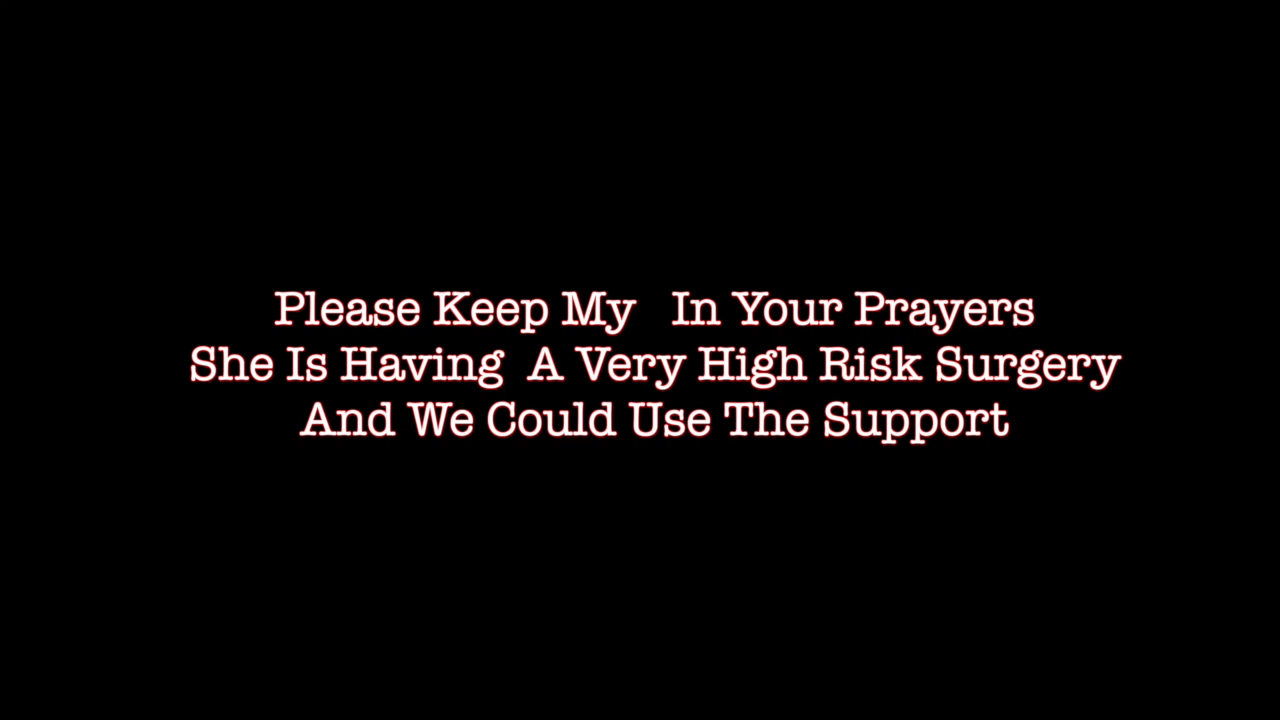 Please Keep My   In Your Prayers
She Is Having  A Very High Risk Surgery
And We Could Use The Support